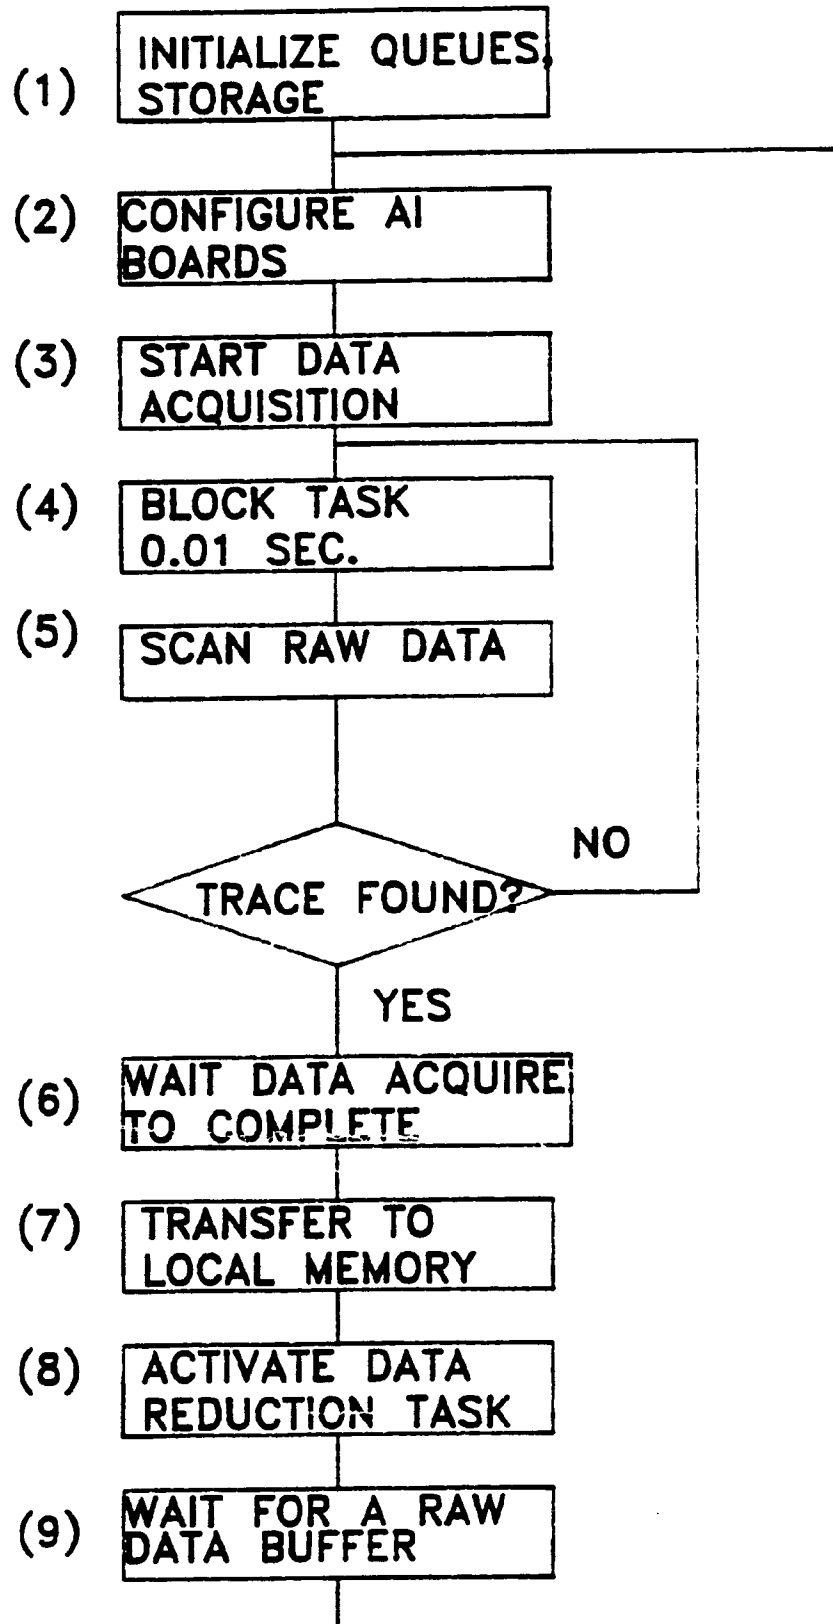 (1) INITIALIZE QUEUES,
STORAGE
(2) CONFIGURE AI
BOARDS
(3) START DATA
ACQUISITION
(4) BLOCK TASK
0.01 SEC.
(5) SCAN RAW DATA
NO
TRACE FOUND?
YES
(6) WAIT DATA ACQUIRE
TO COMPLETE
(7) TRANSFER TO
LOCAL MEMORY
(8) ACTIVATE DATA
REDUCTION TASK
(9) WAIT FOR A RAW
DATA BUFFER